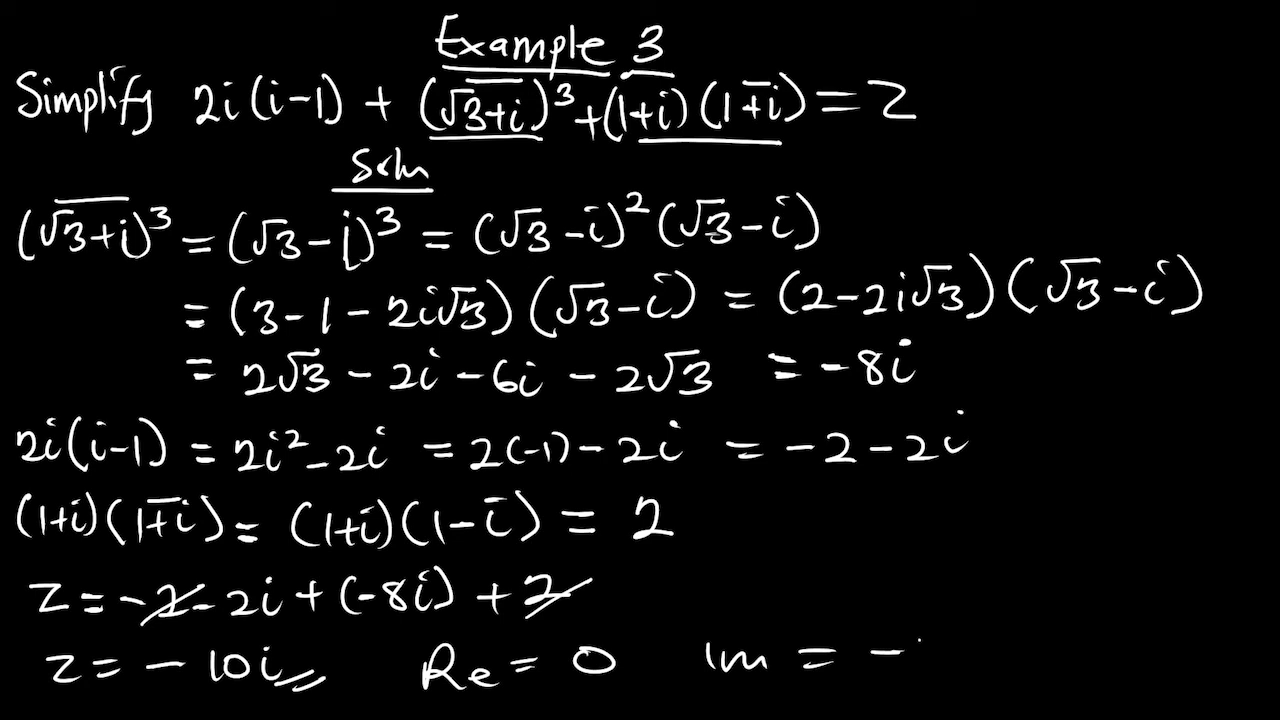 Example 3
Simplify 2i(i-1) + (√3̅+̅i̅)³ + (1+i)(1̅+̅i̅) = Z
Soln
(√3̅+̅i̅)³ = (√3-i)³ = (√3-i)²(√3-i)
= (3-1-2i√3)(√3-i) = (2-2i√3)(√3-i)
= 2√3 - 2i - 6i - 2√3 = -8i
2i(i-1) = 2i²-2i = 2(-1)-2i = -2-2i
(1+i)(1̅+̅i̅) = (1+i)(1-i) = 2
Z = -2-2i+(-8i)+2
Z = -10i Re = 0 Im = -